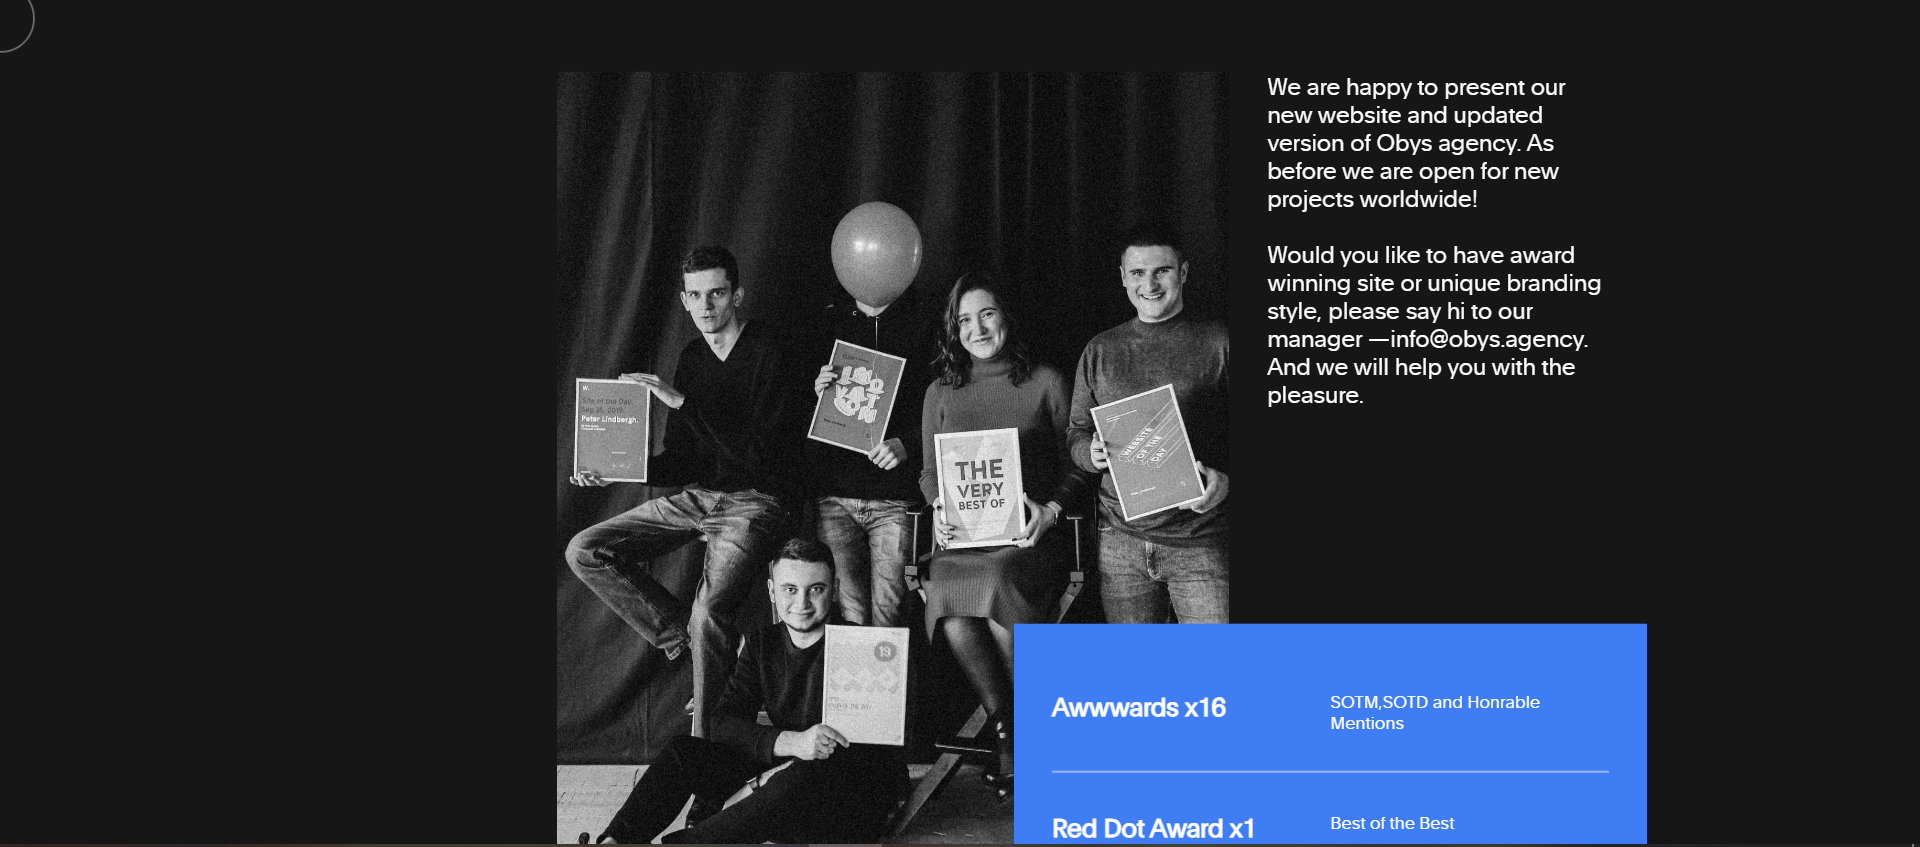 We are happy to present our
new website and updated
version of Obys agency. As
before we are open for new
projects worldwide!
Would you like to have award
winning site or unique branding
style, please say hi to our
manager —info@obys.agency.
And we will help you with the
pleasure.
W.
Site of the Day.
Sep 25, 2019
Peter Lindbergh.
THE
VERY
BEST OF
WEBSITE
OF THE
DAY
19
Awwwards x16
SOTM,SOTD and Honrable
Mentions
Red Dot Award x1
Best of the Best